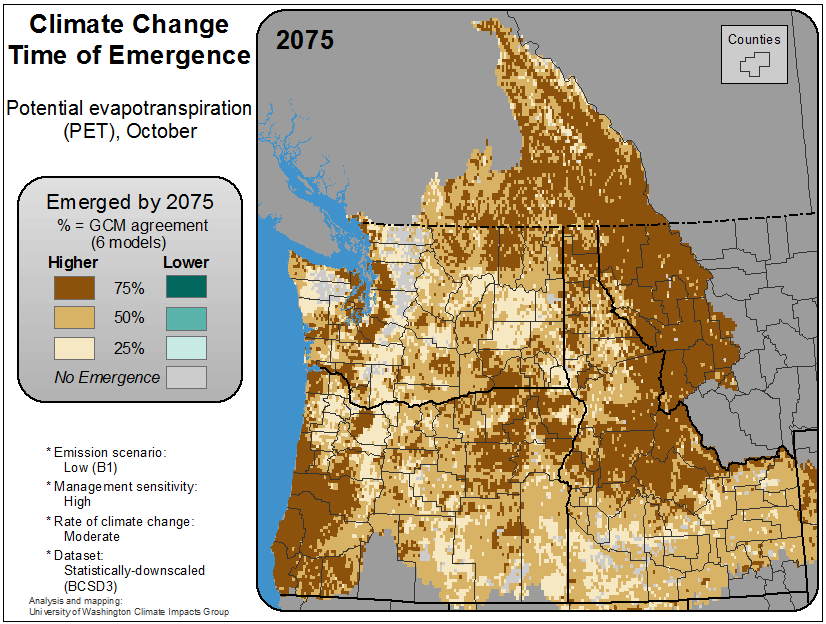 Climate Change
Time of Emergence
Potential evapotranspiration
(PET), October
Emerged by 2075
% = GCM agreement
(6 models)
Higher Lower
75%
50%
25%
No Emergence
* Emission scenario:
Low (B1)
* Management sensitivity:
High
* Rate of climate change:
Moderate
* Dataset:
Statistically-downscaled
(BCSD3)
Analysis and mapping:
University of Washington Climate Impacts Group
2075
Counties